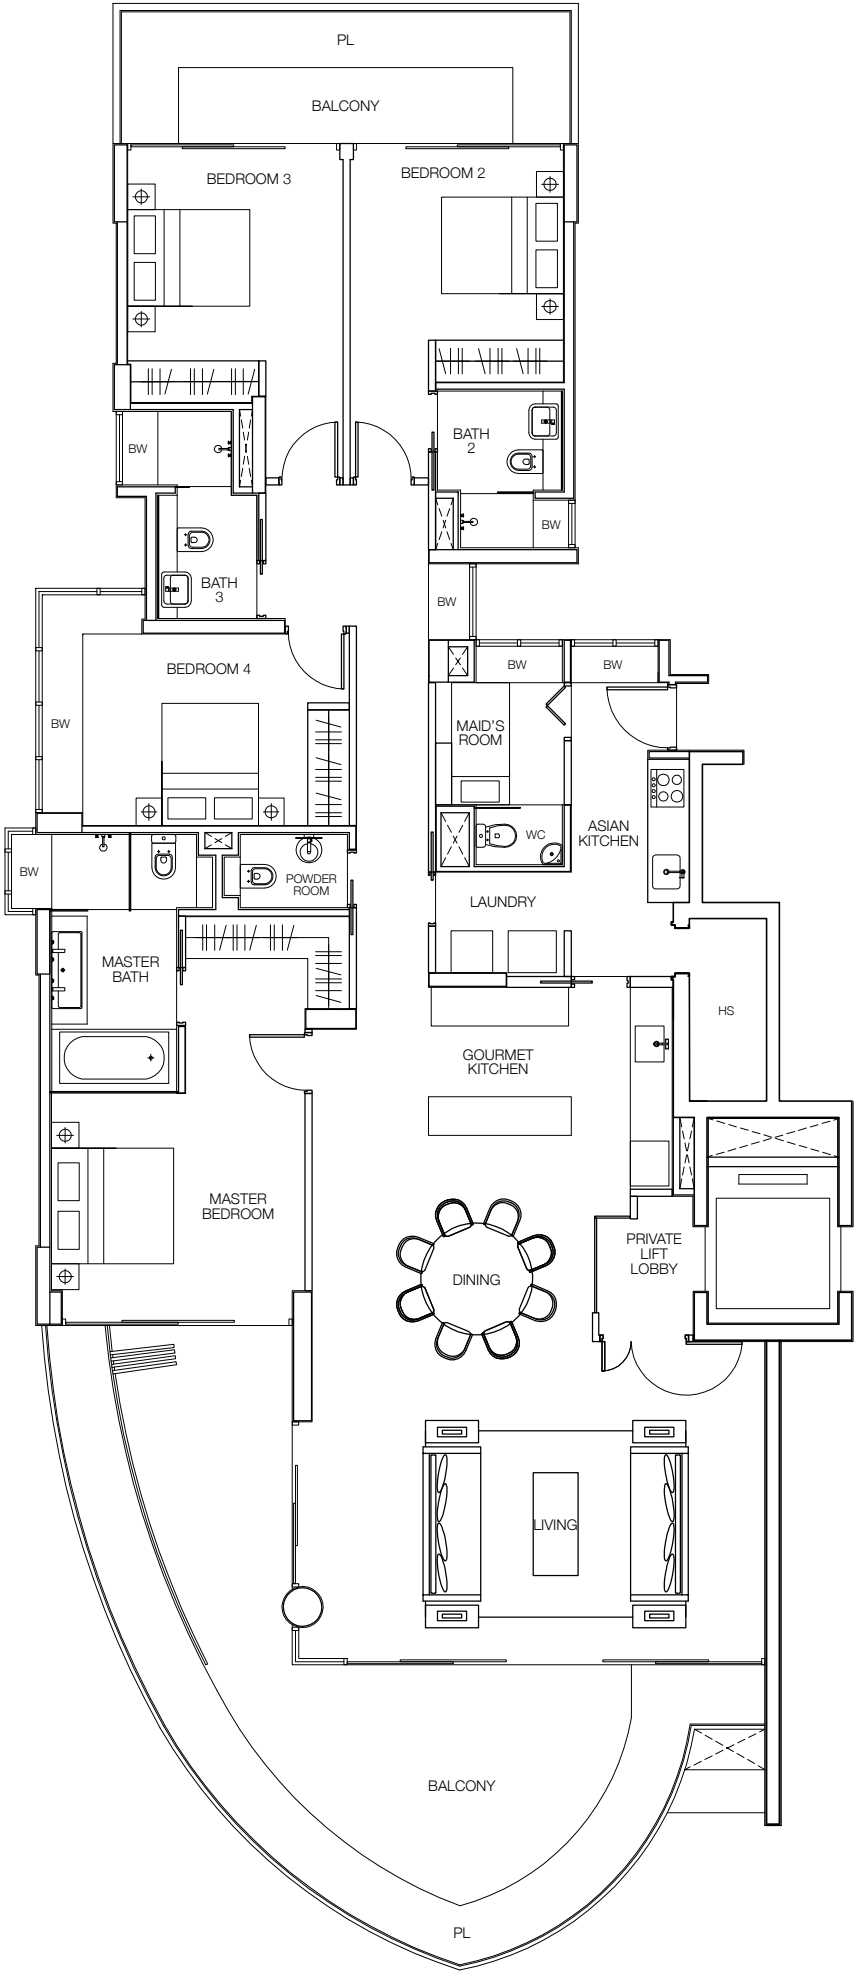 PL
BALCONY
BEDROOM 3
BEDROOM 2
BATH
2
BW
BW
BATH
3
BW
BEDROOM 4
BW
BW
BW
MAID'S
ROOM
ASIAN
KITCHEN
WC
BW
POWDER
ROOM
LAUNDRY
MASTER
BATH
HS
GOURMET
KITCHEN
MASTER
BEDROOM
DINING
PRIVATE
LIFT
LOBBY
LIVING
BALCONY
PL